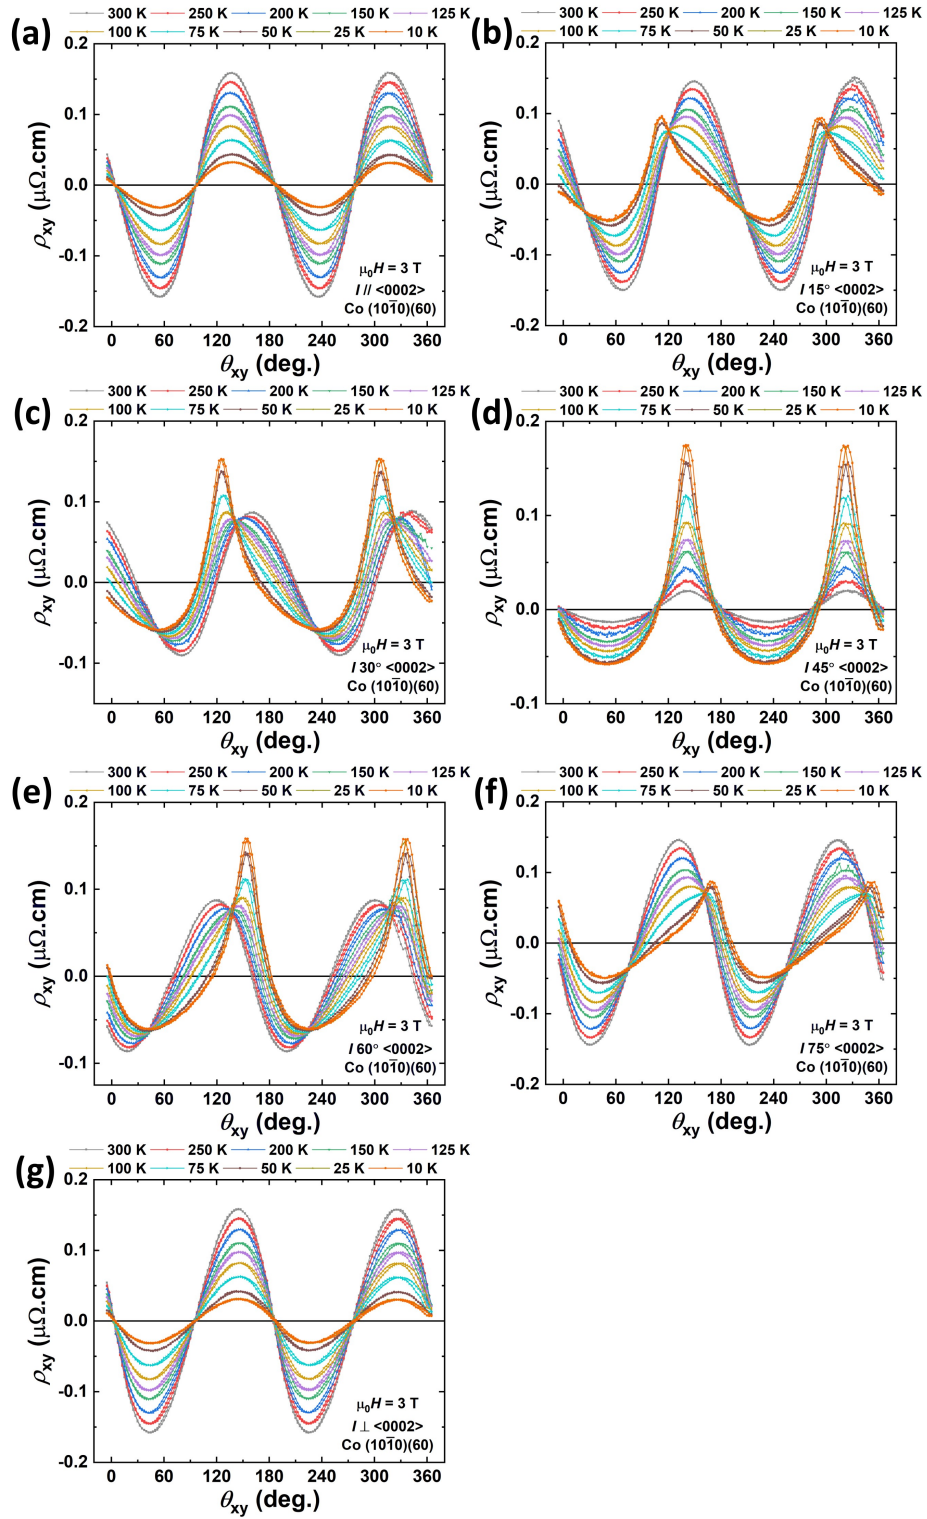 (a)
300 K 250 K 200 K 150 K 125 K
100 K 75 K 50 K 25 K 10 K
0.2
0.1
0.0
-0.1
-0.2
ρxy (μΩ.cm)
μ0H = 3 T
I // <0002>
Co (101̅0)(60)
0 60 120 180 240 300 360
θxy (deg.)
(b)
300 K 250 K 200 K 150 K 125 K
100 K 75 K 50 K 25 K 10 K
0.2
0.1
0.0
-0.1
-0.2
ρxy (μΩ.cm)
μ0H = 3 T
I 15° <0002>
Co (101̅0)(60)
0 60 120 180 240 300 360
θxy (deg.)
(c)
300 K 250 K 200 K 150 K 125 K
100 K 75 K 50 K 25 K 10 K
0.2
0.1
0.0
-0.1
ρxy (μΩ.cm)
μ0H = 3 T
I 30° <0002>
Co (101̅0)(60)
0 60 120 180 240 300 360
θxy (deg.)
(d)
300 K 250 K 200 K 150 K 125 K
100 K 75 K 50 K 25 K 10 K
0.2
0.1
0.0
-0.1
ρxy (μΩ.cm)
μ0H = 3 T
I 45° <0002>
Co (101̅0)(60)
0 60 120 180 240 300 360
θxy (deg.)
(e)
300 K 250 K 200 K 150 K 125 K
100 K 75 K 50 K 25 K 10 K
0.2
0.1
0.0
-0.1
ρxy (μΩ.cm)
μ0H = 3 T
I 60° <0002>
Co (101̅0)(60)
0 60 120 180 240 300 360
θxy (deg.)
(f)
300 K 250 K 200 K 150 K 125 K
100 K 75 K 50 K 25 K 10 K
0.2
0.1
0.0
-0.1
-0.2
ρxy (μΩ.cm)
μ0H = 3 T
I 75° <0002>
Co (101̅0)(60)
0 60 120 180 240 300 360
θxy (deg.)
(g)
300 K 250 K 200 K 150 K 125 K
100 K 75 K 50 K 25 K 10 K
0.2
0.1
0.0
-0.1
-0.2
ρxy (μΩ.cm)
μ0H = 3 T
I ⊥ <0002>
Co (101̅0)(60)
0 60 120 180 240 300 360
θxy (deg.)